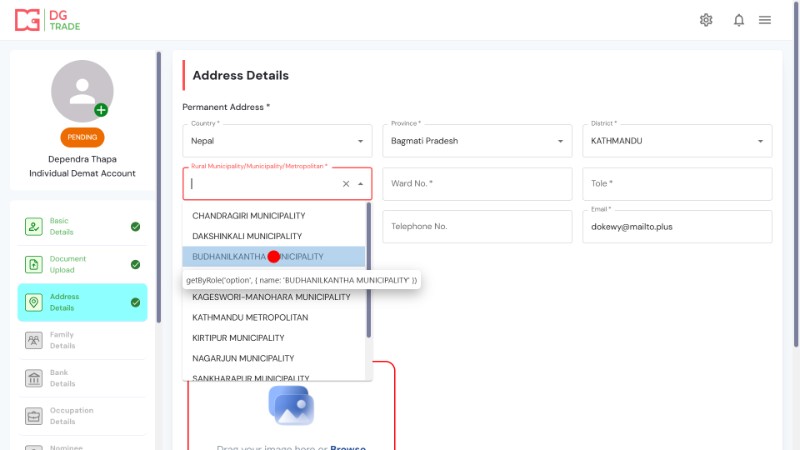 DG
TRADE
PENDING
Dependra Thapa
Individual Demat Account
Basic
Details
Document
Upload
Address
Details
Family
Details
Bank
Details
Occupation
Details
Nominee
Address Details
Permanent Address *
Country *
Nepal
Province *
Bagmati Pradesh
District *
KATHMANDU
Rural Municipality/Municipality/Metropolitan *
Ward No. *
Tole *
Telephone No.
Email *
dokewy@mailto.plus
CHANDRAGIRI MUNICIPALITY
DAKSHINKALI MUNICIPALITY
BUDHANILKANTHA MUNICIPALITY
getByRole('option', { name: 'BUDHANILKANTHA MUNICIPALITY' })
KAGESWORI-MANOHARA MUNICIPALITY
KATHMANDU METROPOLITAN
KIRTIPUR MUNICIPALITY
NAGARJUN MUNICIPALITY
SANKHARAPUR MUNICIPALITY
Drag your image here or Browse